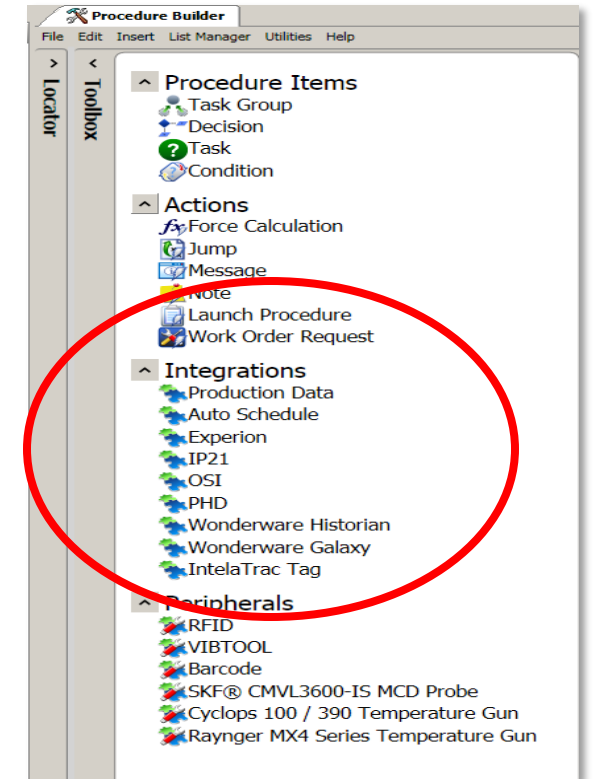 Procedure Builder
File Edit Insert List Manager Utilities Help
> Locator
< Toolbox
Procedure Items
Task Group
Decision
Task
Condition
Actions
fx Force Calculation
Jump
Message
Note
Launch Procedure
Work Order Request
Integrations
Production Data
Auto Schedule
Experion
IP21
OSI
PHD
Wonderware Historian
Wonderware Galaxy
IntelaTrac Tag
Peripherals
RFID
VIBTOOL
Barcode
SKF® CMVL3600-IS MCD Probe
Cyclops 100 / 390 Temperature Gun
Raynger MX4 Series Temperature Gun